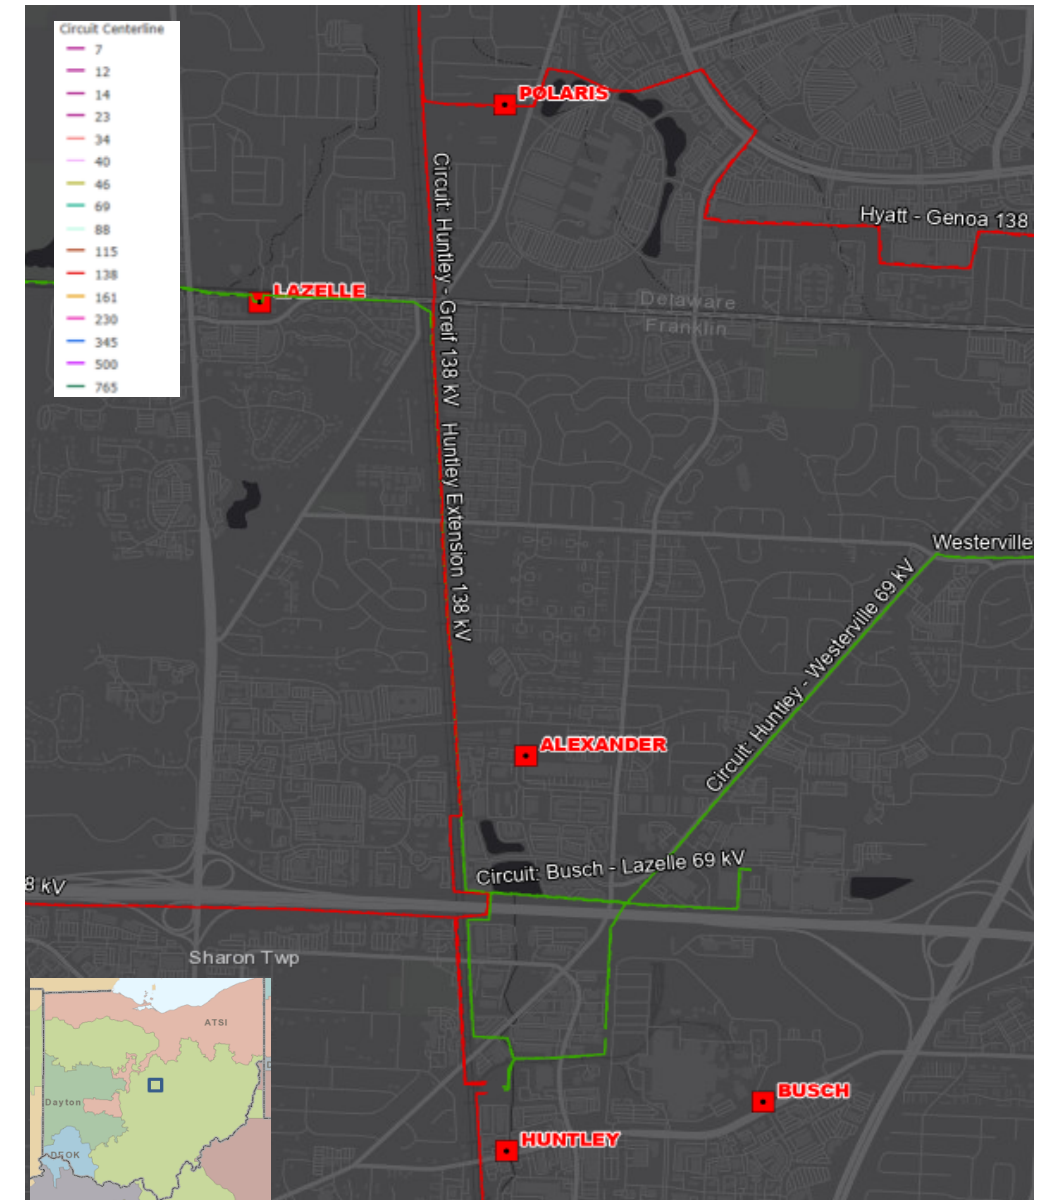 Circuit Centerline
7
12
14
23
34
40
46
69
88
115
138
161
230
345
500
765
POLARIS
Circuit: Huntley - Greif 138 kV
Huntley Extension 138 kV
Hyatt - Genoa 138
LAZELLE
Delaware
Franklin
Westerville
Circuit: Huntley - Westerville 69 kV
ALEXANDER
Circuit: Busch - Lazelle 69 kV
8 kV
Sharon Twp
ATSI
Dayton
DEOK
BUSCH
HUNTLEY